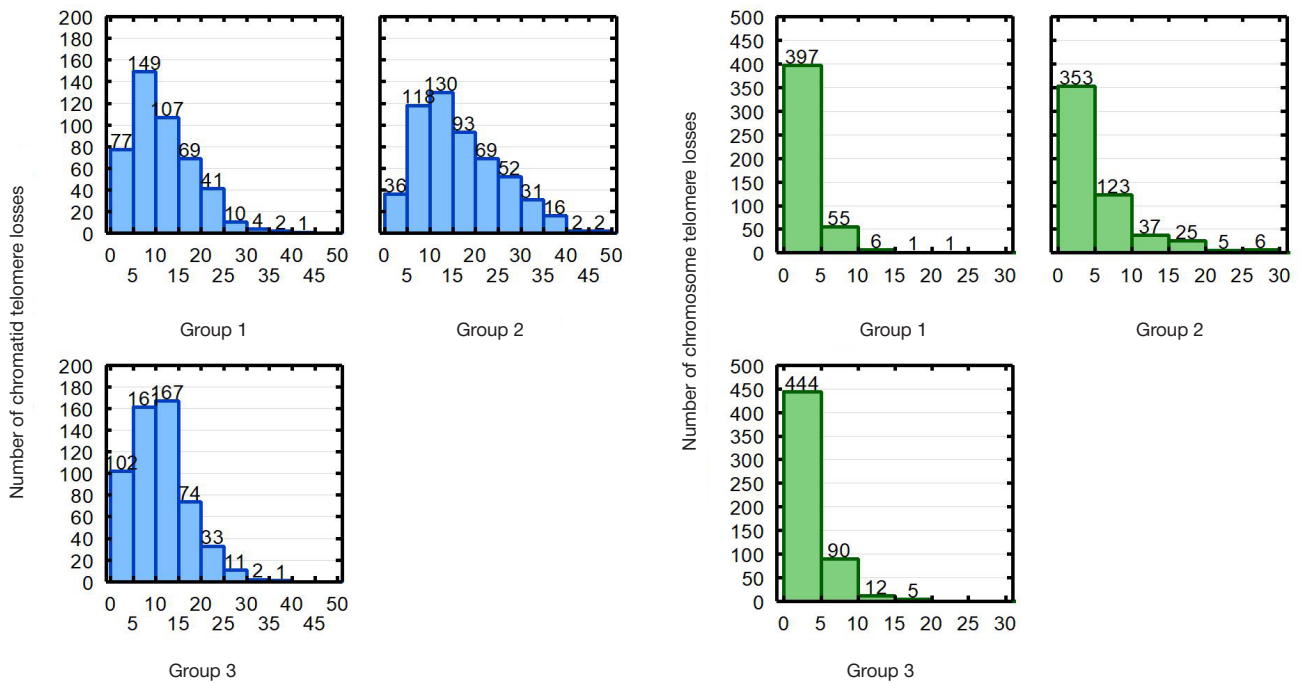 Number of chromatid telomere losses
200
180
160
140
120
100
80
60
40
20
0
77 149 107 69 41 10 4 2 1
0 10 20 30 40 50
5 15 25 35 45
Group 1
36 118 130 93 69 52 31 16 2 2
0 10 20 30 40 50
5 15 25 35 45
Group 2
200
180
160
140
120
100
80
60
40
20
0
102 161 167 74 33 11 2 1
0 10 20 30 40 50
5 15 25 35 45
Group 3
Number of chromosome telomere losses
500
450
400
350
300
250
200
150
100
50
0
397 55 6 1 1
0 5 10 15 20 25 30
Group 1
353 123 37 25 5 6
0 5 10 15 20 25 30
Group 2
500
450
400
350
300
250
200
150
100
50
0
444 90 12 5
0 5 10 15 20 25 30
Group 3